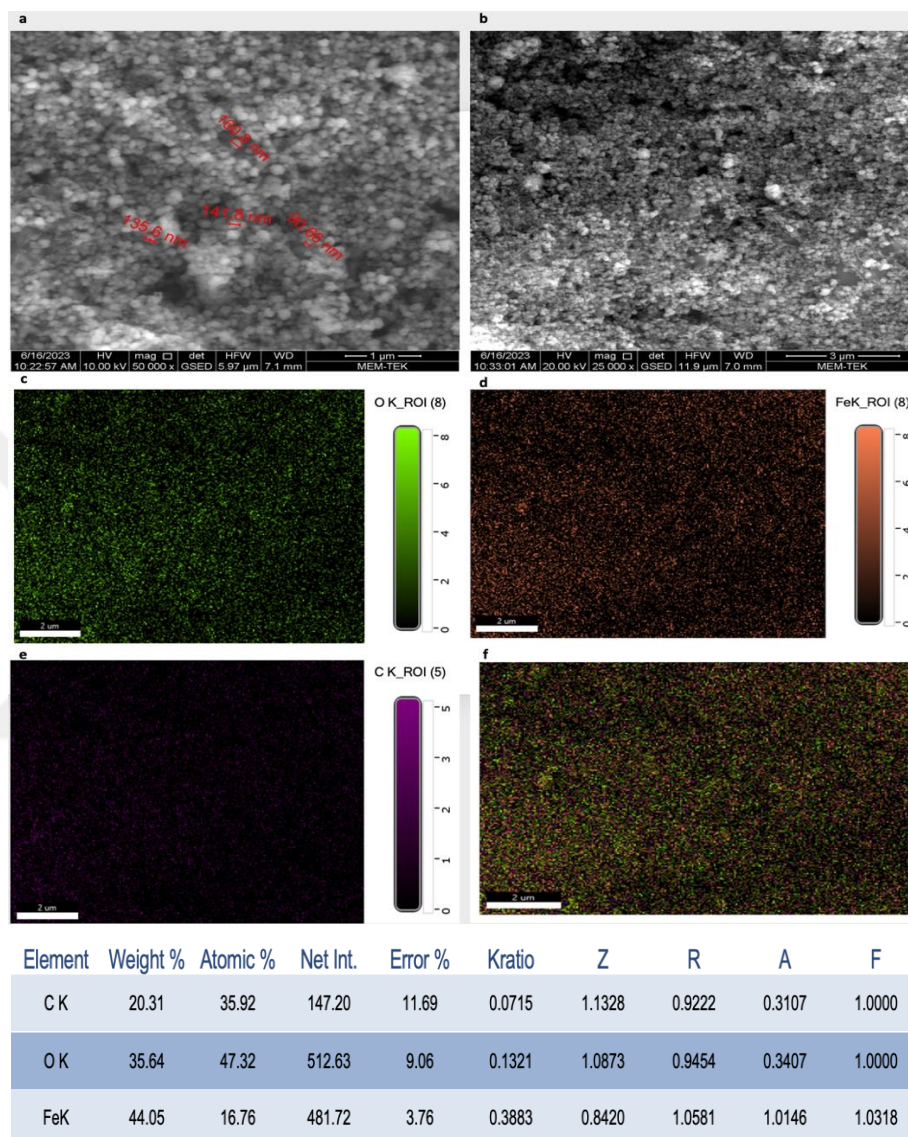 a
b
135.6 nm
141.8 nm
6/16/2023 HV mag □ det HFW WD 1 µm
10:22:57 AM 10.00 kV 50 000 x GSED 5.97 µm 7.1 mm MEM-TEK
6/16/2023 HV mag □ det HFW WD 3 µm
10:33:01 AM 20.00 kV 25 000 x GSED 11.9 µm 7.0 mm MEM-TEK
c
O K_ROI (8)
8
6
4
2
0
2 um
d
FeK_ROI (8)
8
6
4
2
0
2 um
e
C K_ROI (5)
5
4
3
2
1
0
2 um
f
2 um
Element Weight % Atomic % Net Int. Error % Kratio Z R A F
C K 20.31 35.92 147.20 11.69 0.0715 1.1328 0.9222 0.3107 1.0000
O K 35.64 47.32 512.63 9.06 0.1321 1.0873 0.9454 0.3407 1.0000
FeK 44.05 16.76 481.72 3.76 0.3883 0.8420 1.0581 1.0146 1.0318